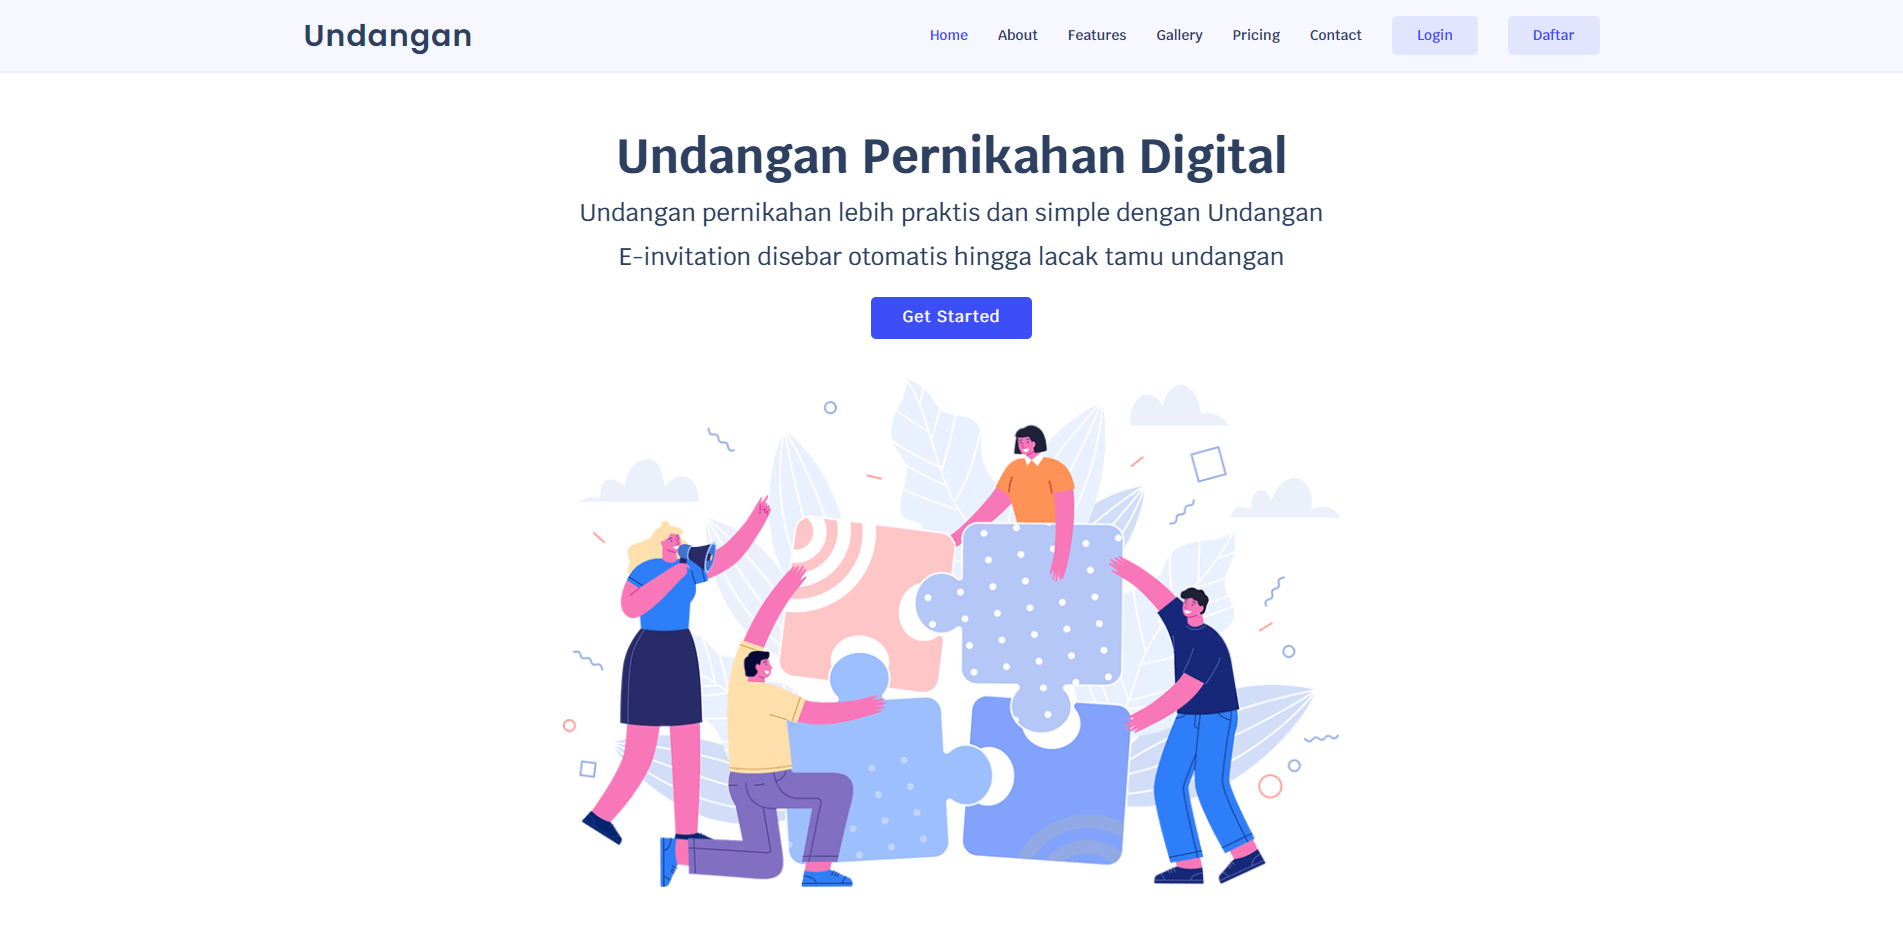 Undangan
Home About Features Gallery Pricing Contact Login Daftar
Undangan Pernikahan Digital
Undangan pernikahan lebih praktis dan simple dengan Undangan
E-invitation disebar otomatis hingga lacak tamu undangan
Get Started